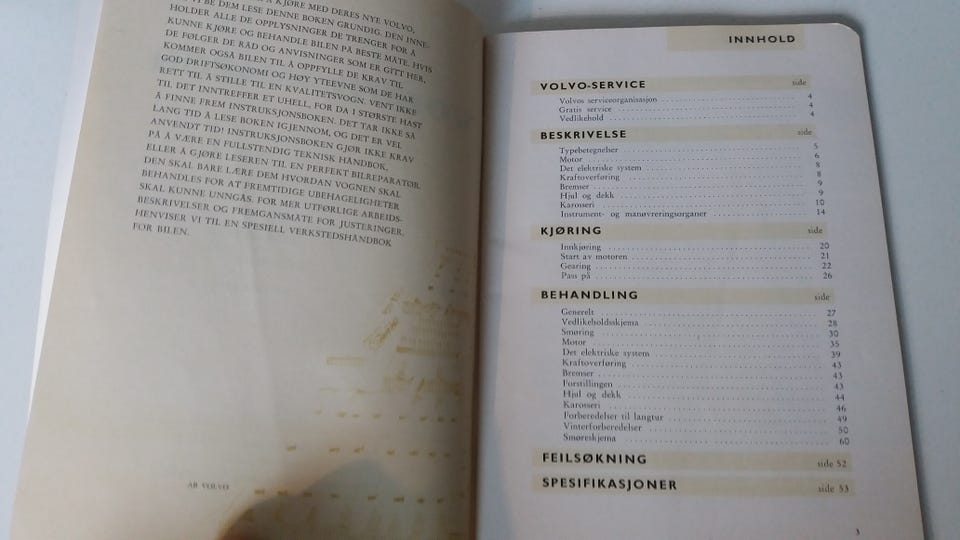 Å KJØRE MED DERES NYE VOLVO,
BE DEM LESE DENNE BOKEN GRUNDIG. DEN INNE-
HOLDER ALLE DE OPPLYSNINGER DE TRENGER FOR Å
KUNNE KJØRE OG BEHANDLE BILEN PÅ BESTE MÅTE. HVIS
DE FØLGER DE RÅD OG ANVISNINGER SOM ER GITT HER,
KOMMER OGSÅ BILEN TIL Å OPPFYLLE DE KRAV TIL
GOD DRIFTSØKONOMI OG HØY YTEEVNE SOM DE HAR
RETT TIL Å STILLE TIL EN KVALITETSVOGN. VENT IKKE
TIL DET INNTREFFER ET UHELL, FOR DA I STØRSTE HAST
Å FINNE FREM INSTRUKSJONSBOKEN. DET TAR IKKE SÅ
LANG TID Å LESE BOKEN IGJENNOM, OG DET ER VEL
ANVENDT TID! INSTRUKSJONSBOKEN GJØR IKKE KRAV
PÅ Å VÆRE EN FULLSTENDIG TEKNISK HÅNDBOK,
ELLER Å GJØRE LESEREN TIL EN PERFEKT BILREPARATØR.
DEN SKAL BARE LÆRE DEM HVORDAN VOGNEN SKAL
BEHANDLES FOR AT FREMTIDIGE UBEHAGELIGHETER
SKAL KUNNE UNNGÅS. FOR MER UTFØRLIGE ARBEIDS-
BESKRIVELSER OG FREMGANSMÅTE FOR JUSTERINGER,
HENVISER VI TIL EN SPESIELL VERKSTEDSHÅNDBOK
FOR BILEN.
AB VOLVO
INNHOLD
VOLVO-SERVICE side
Volvos serviceorganisasjon 4
Gratis service 4
Vedlikehold 4
BESKRIVELSE side
Typebetegnelser 5
Motor 6
Det elektriske system 8
Kraftoverføring 8
Bremser 9
Hjul og dekk 9
Karosseri 10
Instrument- og manøvreringsorganer 14
KJØRING side
Innkjøring 20
Start av motoren 21
Gearing 22
Pass på 26
BEHANDLING side
Generelt 27
Vedlikeholdsskjema 28
Smøring 30
Motor 35
Det elektriske system 39
Kraftoverføring 43
Bremser 43
Forstillingen 43
Hjul og dekk 44
Karosseri 46
Forberedelser til langtur 49
Vinterforberedelser 50
Smøreskjema 60
FEILSØKNING side 52
SPESIFIKASJONER side 53
3